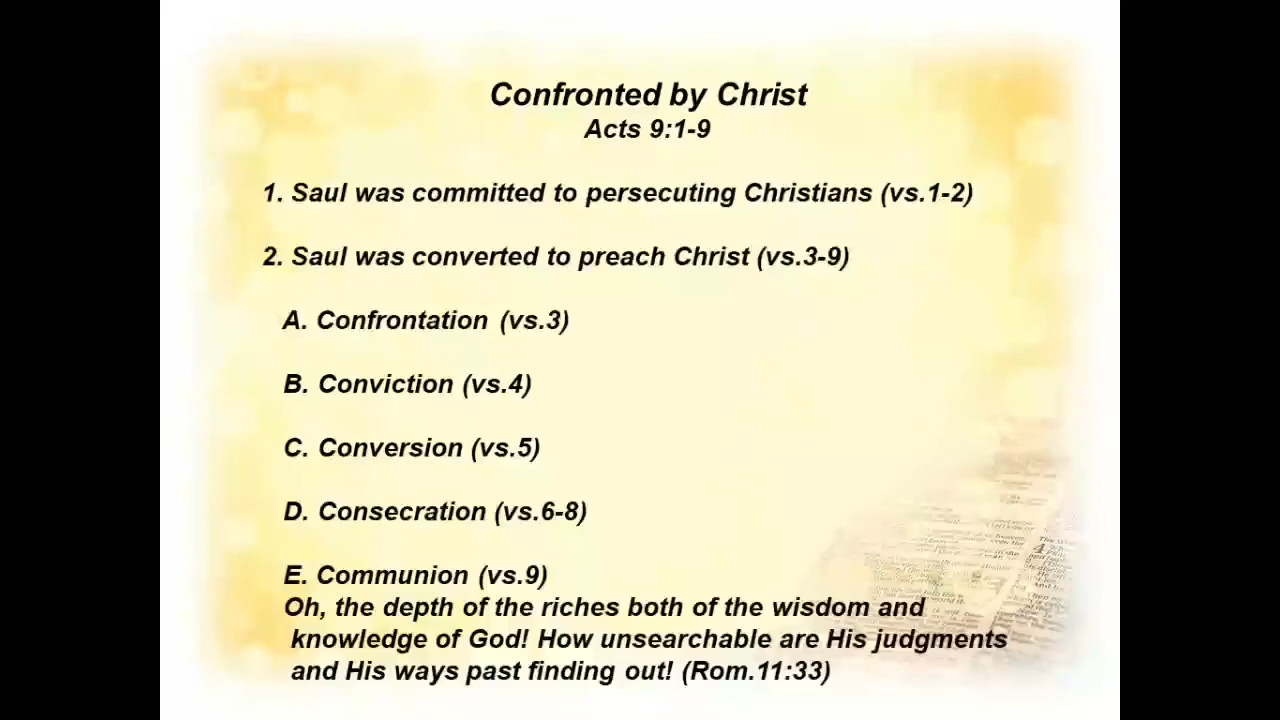 Confronted by Christ
Acts 9:1-9
1. Saul was committed to persecuting Christians (vs.1-2)
2. Saul was converted to preach Christ (vs.3-9)
A. Confrontation (vs.3)
B. Conviction (vs.4)
C. Conversion (vs.5)
D. Consecration (vs.6-8)
E. Communion (vs.9)
Oh, the depth of the riches both of the wisdom and
knowledge of God! How unsearchable are His judgments
and His ways past finding out! (Rom.11:33)